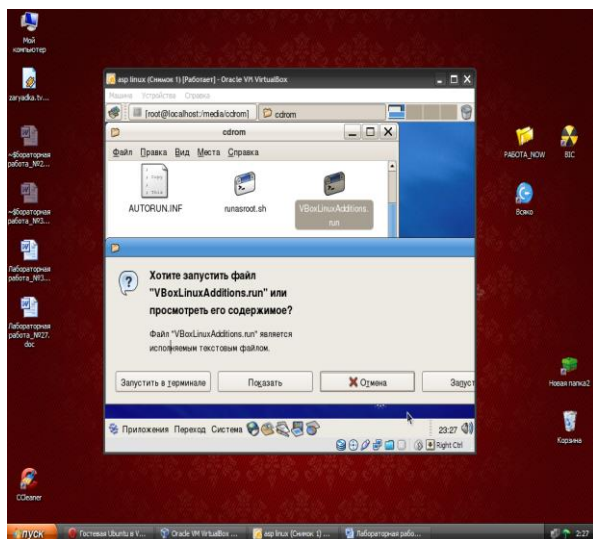 Мой
компьютер
zaryadka.tv...
~$бораторная
работа_№2...
~$бораторная
работа_№3...
Лабораторная
работа_№3...
Лабораторная
работа_№27.
doc
CCleaner
asp linux (Снимок 1) [Работает] - Oracle VM VirtualBox
Машина Устройства Справка
[root@localhost:/media/cdrom]
cdrom
cdrom
Файл Правка Вид Места Справка
AUTORUN.INF
runasroot.sh
VBoxLinuxAdditions.
run
Хотите запустить файл
"VBoxLinuxAdditions.run" или
просмотреть его содержимое?
Файл "VBoxLinuxAdditions.run" является
исполняемым текстовым файлом.
Запустить в терминале
Показать
Отмена
Запуст
Приложения Переход Система
23:27
Right Ctrl
РАБОТА_NOW
BIC
Всяко
Новая папка2
Корзина
пуск
Гостевая Ubuntu в V...
Oracle VM VirtualBox ...
asp linux (Снимок 1) ...
Лабораторная рабо...
2:27